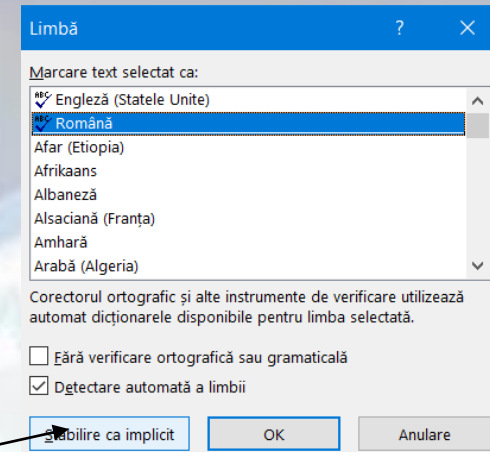 Limbă
Marcare text selectat ca:
Engleză (Statele Unite)
Română
Afar (Etiopia)
Afrikaans
Albaneză
Alsaciană (Franța)
Amhară
Arabă (Algeria)
Corectorul ortografic și alte instrumente de verificare utilizează
automat dicționarele disponibile pentru limba selectată.
Fără verificare ortografică sau gramaticală
Detectare automată a limbii
Stabilire ca implicit OK Anulare